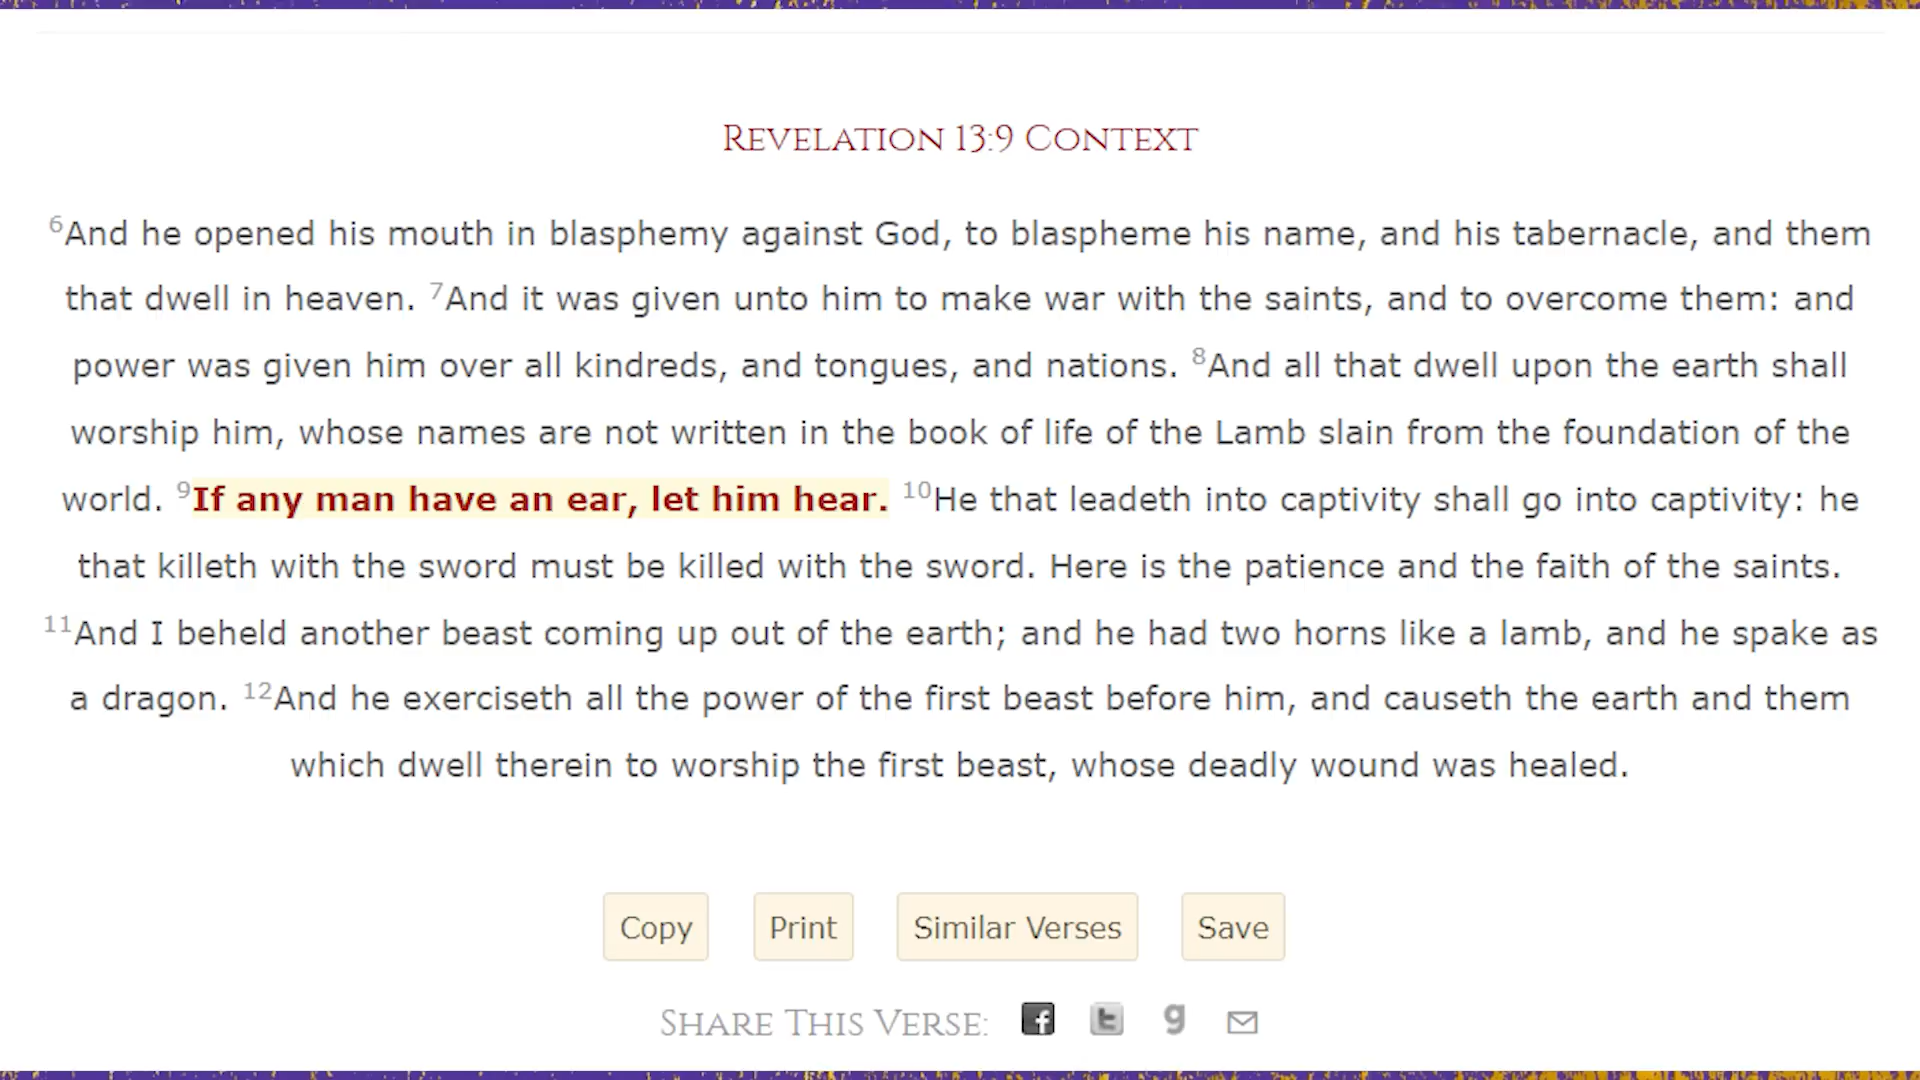 Revelation 13:9 Context
6And he opened his mouth in blasphemy against God, to blaspheme his name, and his tabernacle, and them
that dwell in heaven. 7And it was given unto him to make war with the saints, and to overcome them: and
power was given him over all kindreds, and tongues, and nations. 8And all that dwell upon the earth shall
worship him, whose names are not written in the book of life of the Lamb slain from the foundation of the
world. 9If any man have an ear, let him hear. 10He that leadeth into captivity shall go into captivity: he
that killeth with the sword must be killed with the sword. Here is the patience and the faith of the saints.
11And I beheld another beast coming up out of the earth; and he had two horns like a lamb, and he spake as
a dragon. 12And he exerciseth all the power of the first beast before him, and causeth the earth and them
which dwell therein to worship the first beast, whose deadly wound was healed.
Copy Print Similar Verses Save
Share This Verse: f t g